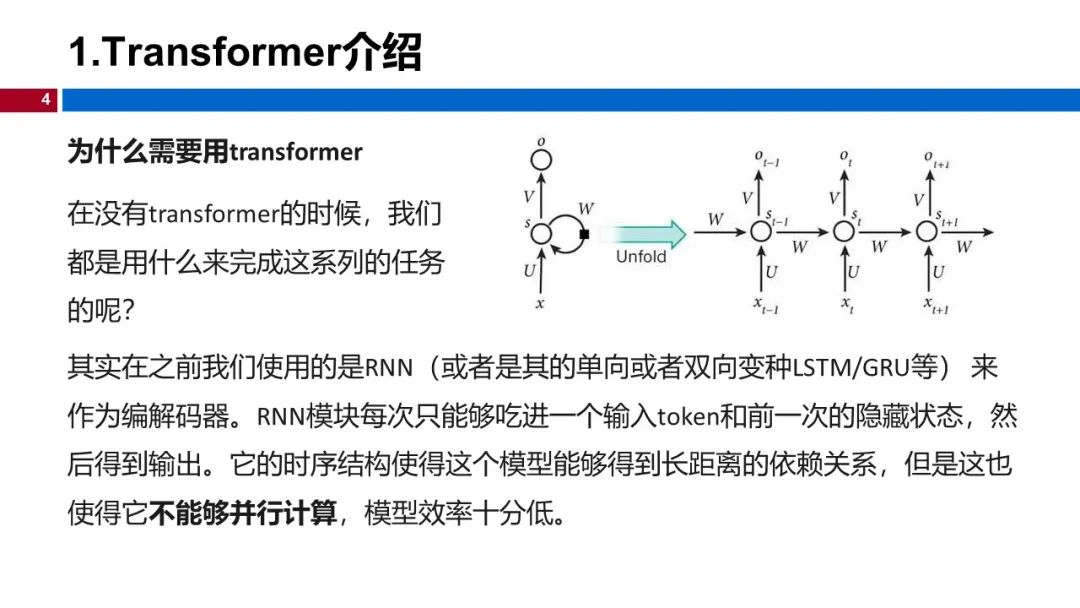 1.Transformer介绍
4
为什么需要用transformer
在没有transformer的时候，我们
都是用什么来完成这系列的任务
的呢？
o
V
s
W
U
x
Unfold
o_{t-1} o_t o_{t+1}
V V V
s_{t-1} s_t s_{t+1}
W W W W
U U U
x_{t-1} x_t x_{t+1}
其实在之前我们使用的是RNN（或者是其的单向或者双向变种LSTM/GRU等） 来
作为编解码器。RNN模块每次只能够吃进一个输入token和前一次的隐藏状态，然
后得到输出。它的时序结构使得这个模型能够得到长距离的依赖关系，但是这也
使得它不能够并行计算，模型效率十分低。